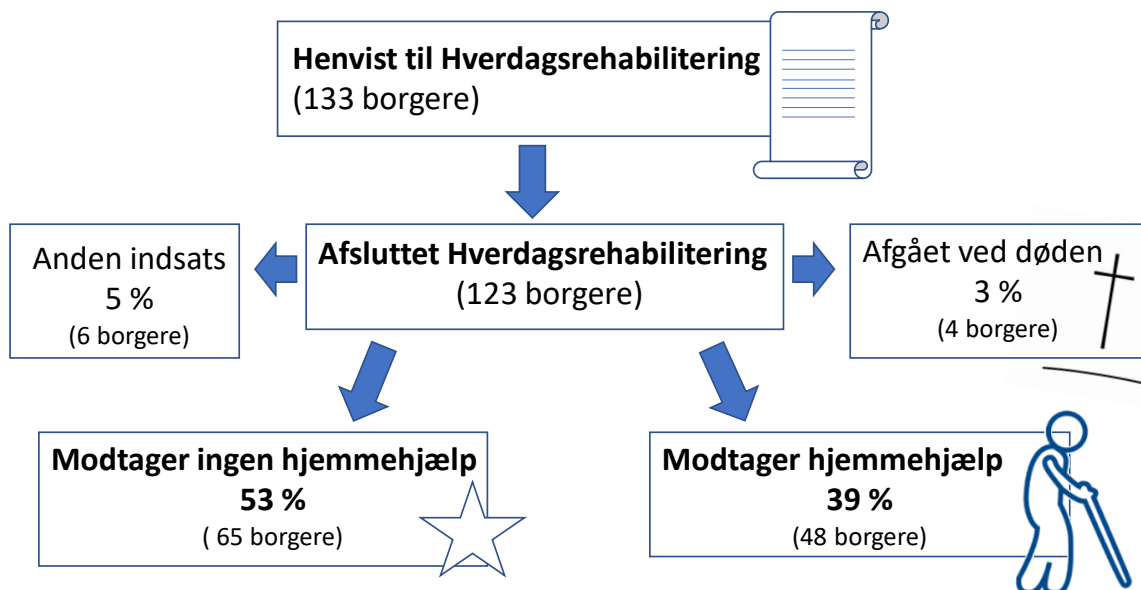 Henvist til Hverdagsrehabilitering
(133 borgere)
Anden indsats
5 %
(6 borgere)
Afsluttet Hverdagsrehabilitering
(123 borgere)
Afgået ved døden
3 %
(4 borgere)
Modtager ingen hjemmehjælp
53 %
( 65 borgere)
Modtager hjemmehjælp
39 %
(48 borgere)